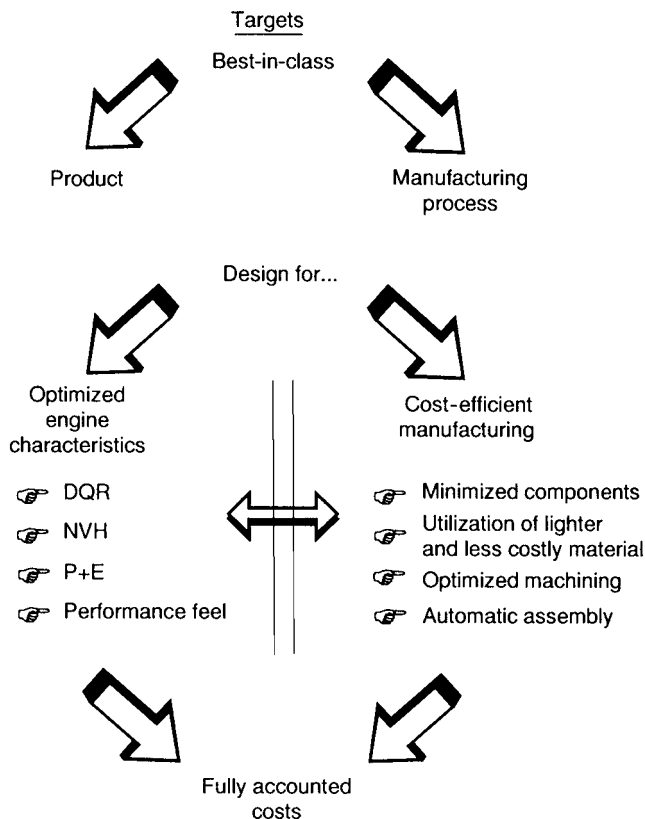 Targets
Best-in-class
Product
Manufacturing
process
Design for...
Optimized
engine
characteristics
DQR
NVH
P+E
Performance feel
Cost-efficient
manufacturing
Minimized components
Utilization of lighter
and less costly material
Optimized machining
Automatic assembly
Fully accounted
costs